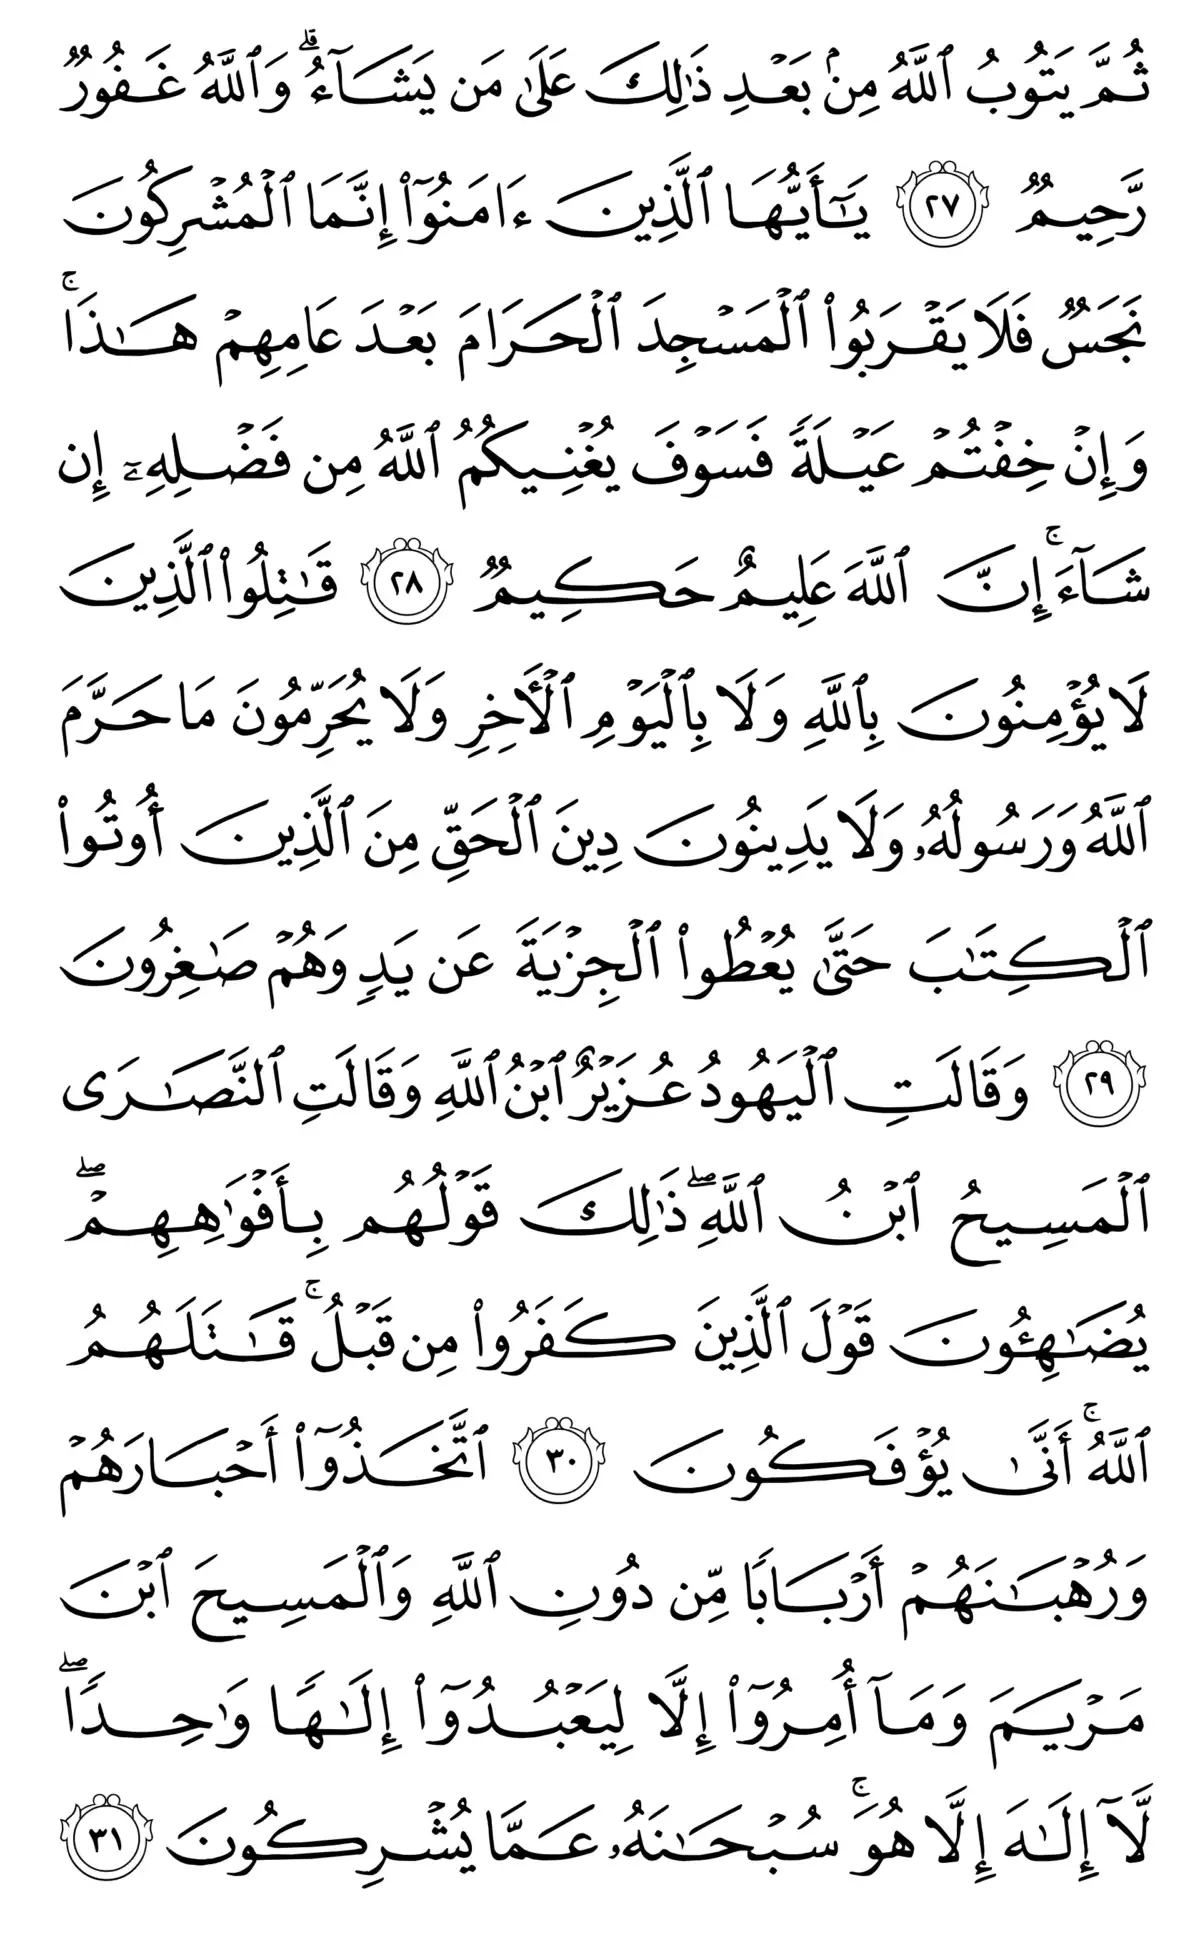 ثُمَّ يَتُوبُ ٱللَّهُ مِنۢ بَعۡدِ ذَٰلِكَ عَلَىٰ مَن يَشَآءُۗ وَٱللَّهُ غَفُورٞ
رَّحِيمٞ ٢٧ يَٰٓأَيُّهَا ٱلَّذِينَ ءَامَنُوٓاْ إِنَّمَا ٱلۡمُشۡرِكُونَ
نَجَسٞ فَلَا يَقۡرَبُواْ ٱلۡمَسۡجِدَ ٱلۡحَرَامَ بَعۡدَ عَامِهِمۡ هَٰذَاۚ
وَإِنۡ خِفۡتُمۡ عَيۡلَةٗ فَسَوۡفَ يُغۡنِيكُمُ ٱللَّهُ مِن فَضۡلِهِۦٓ إِن
شَآءَۚ إِنَّ ٱللَّهَ عَلِيمٌ حَكِيمٞ ٢٨ قَٰتِلُواْ ٱلَّذِينَ
لَا يُؤۡمِنُونَ بِٱللَّهِ وَلَا بِٱلۡيَوۡمِ ٱلۡأٓخِرِ وَلَا يُحَرِّمُونَ مَا حَرَّمَ
ٱللَّهُ وَرَسُولُهُۥ وَلَا يَدِينُونَ دِينَ ٱلۡحَقِّ مِنَ ٱلَّذِينَ أُوتُواْ
ٱلۡكِتَٰبَ حَتَّىٰ يُعۡطُواْ ٱلۡجِزۡيَةَ عَن يَدٖ وَهُمۡ صَٰغِرُونَ
٢٩ وَقَالَتِ ٱلۡيَهُودُ عُزَيۡرٌ ٱبۡنُ ٱللَّهِ وَقَالَتِ ٱلنَّصَٰرَى
ٱلۡمَسِيحُ ٱبۡنُ ٱللَّهِۖ ذَٰلِكَ قَوۡلُهُم بِأَفۡوَٰهِهِمۡۖ
يُضَٰهِـُٔونَ قَوۡلَ ٱلَّذِينَ كَفَرُواْ مِن قَبۡلُۚ قَٰتَلَهُمُ
ٱللَّهُۚ أَنَّىٰ يُؤۡفَكُونَ ٣٠ ٱتَّخَذُوٓاْ أَحۡبَارَهُمۡ
وَرُهۡبَٰنَهُمۡ أَرۡبَابٗا مِّن دُونِ ٱللَّهِ وَٱلۡمَسِيحَ ٱبۡنَ
مَرۡيَمَ وَمَآ أُمِرُوٓاْ إِلَّا لِيَعۡبُدُوٓاْ إِلَٰهٗا وَٰحِدٗاۖ
لَّآ إِلَٰهَ إِلَّا هُوَۚ سُبۡحَٰنَهُۥ عَمَّا يُشۡرِكُونَ ٣١